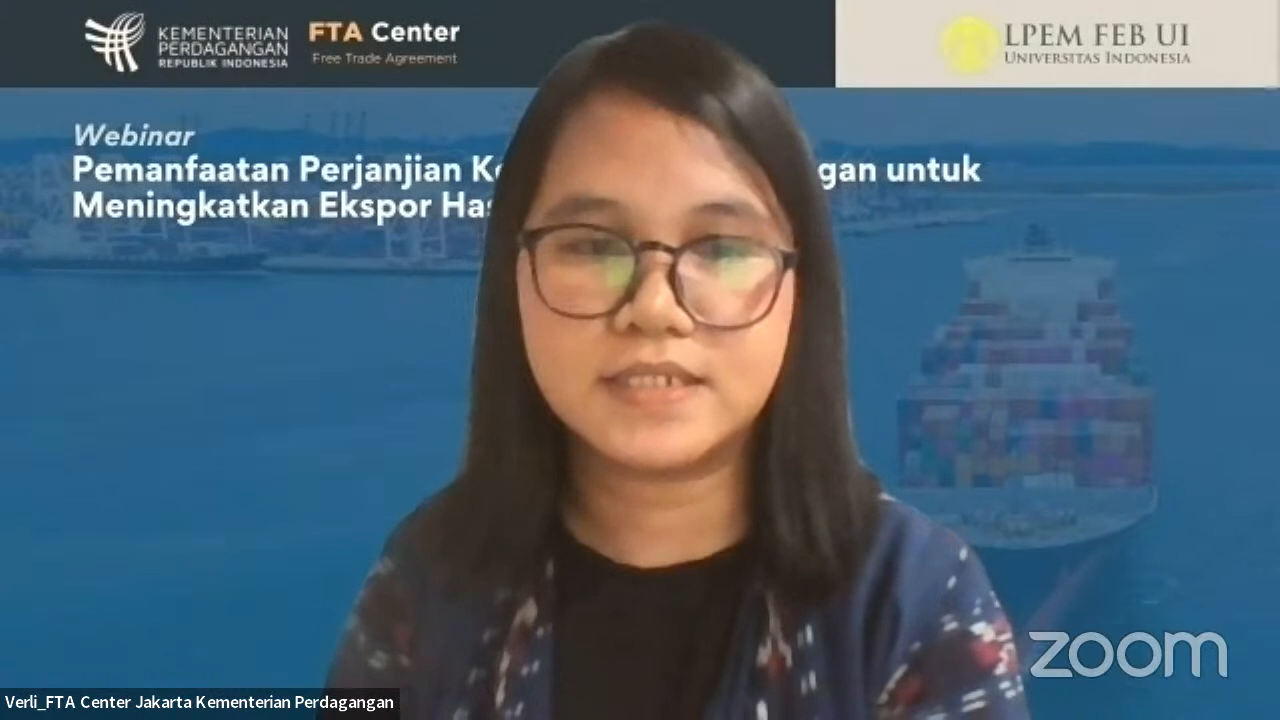 KEMENTERIAN
PERDAGANGAN
REPUBLIK INDONESIA
FTA Center
Free Trade Agreement
LPEM FEB UI
UNIVERSITAS INDONESIA
Webinar
Pemanfaatan Perjanjian Ke gan untuk
Meningkatkan Ekspor Has
zoom
Verli_FTA Center Jakarta Kementerian Perdagangan